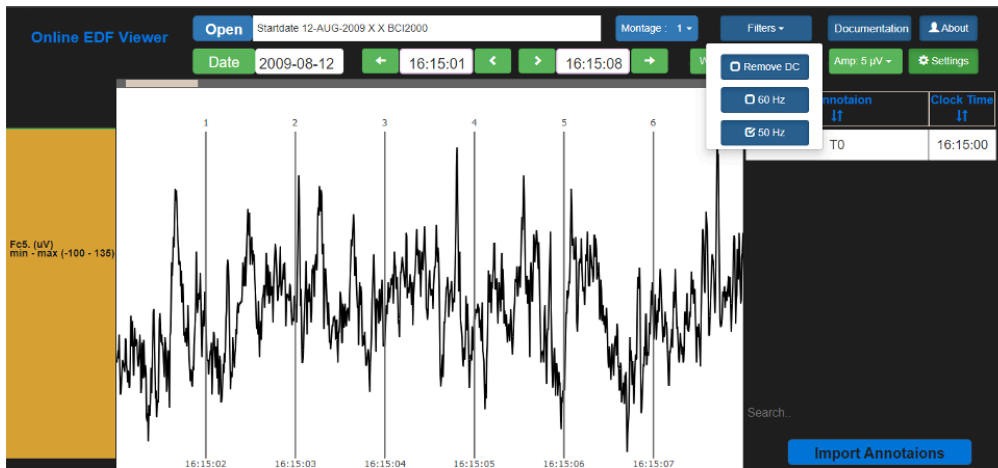 Online EDF Viewer
Open Startdate 12-AUG-2009 X X BCI2000 Montage : 1 Filters Documentation About
Date 2009-08-12 16:15:01 16:15:08 Amp: 5 µV Settings
Remove DC
60 Hz
50 Hz
Clock Time
T0 16:15:00
1 2 3 4 5 6
Fc5. (uV)
min - max (-100 - 135)
Search..
Import Annotaions
16:15:02 16:15:03 16:15:04 16:15:05 16:15:06 16:15:07